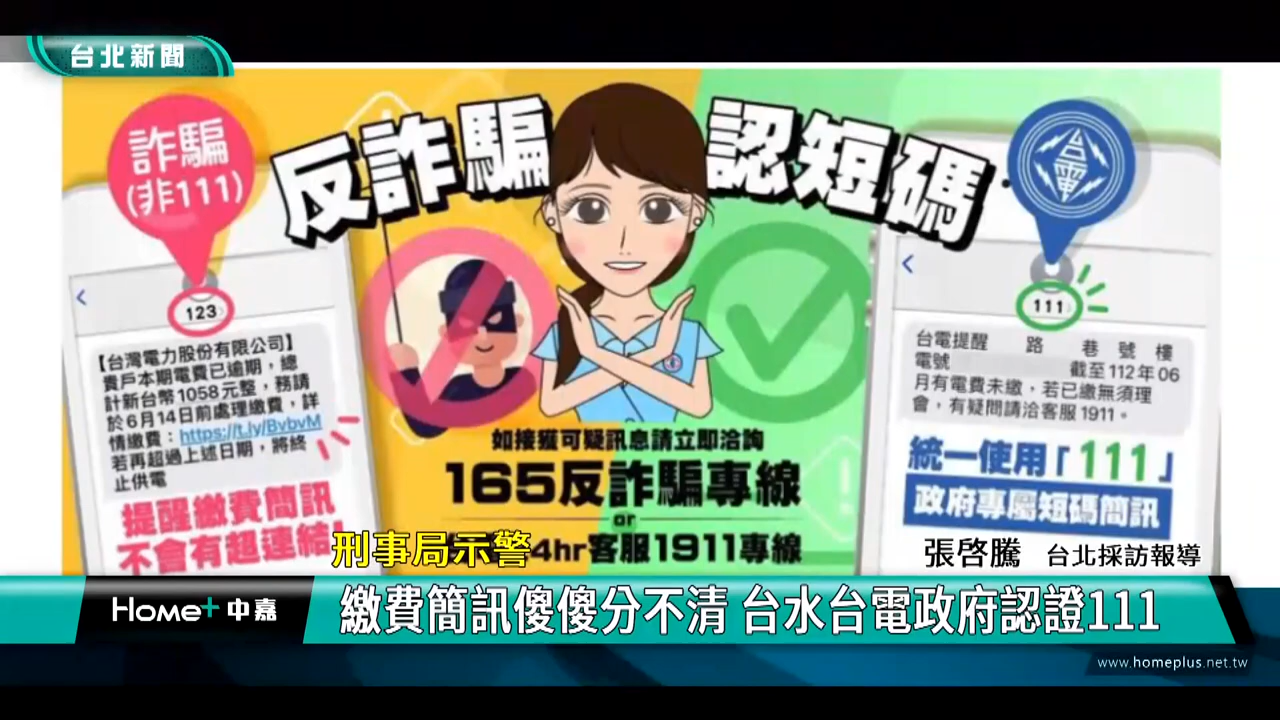 台北新聞
反詐騙 認短碼
詐騙
(非111)
123
【台灣電力股份有限公司】
貴戶本期電費已逾期，總
計新台幣1058元整，務請
於6月14日前處理繳費，詳
情繳費：https://t.ly/BvbvM
若再超過上述日期，將終
止供電
提醒繳費簡訊
不會有超連結!
如接獲可疑訊息請立即洽詢
165反詐騙專線
or
4hr客服1911專線
台電
111
台電提醒 路 巷 號 樓
電號 截至112年06
月有電費未繳，若已繳無須理
會，有疑問請洽客服1911。
統一使用「111」
政府專屬短碼簡訊
刑事局示警
張啓騰 台北採訪報導
Home+中嘉
繳費簡訊傻傻分不清 台水台電政府認證111
www.homeplus.net.tw